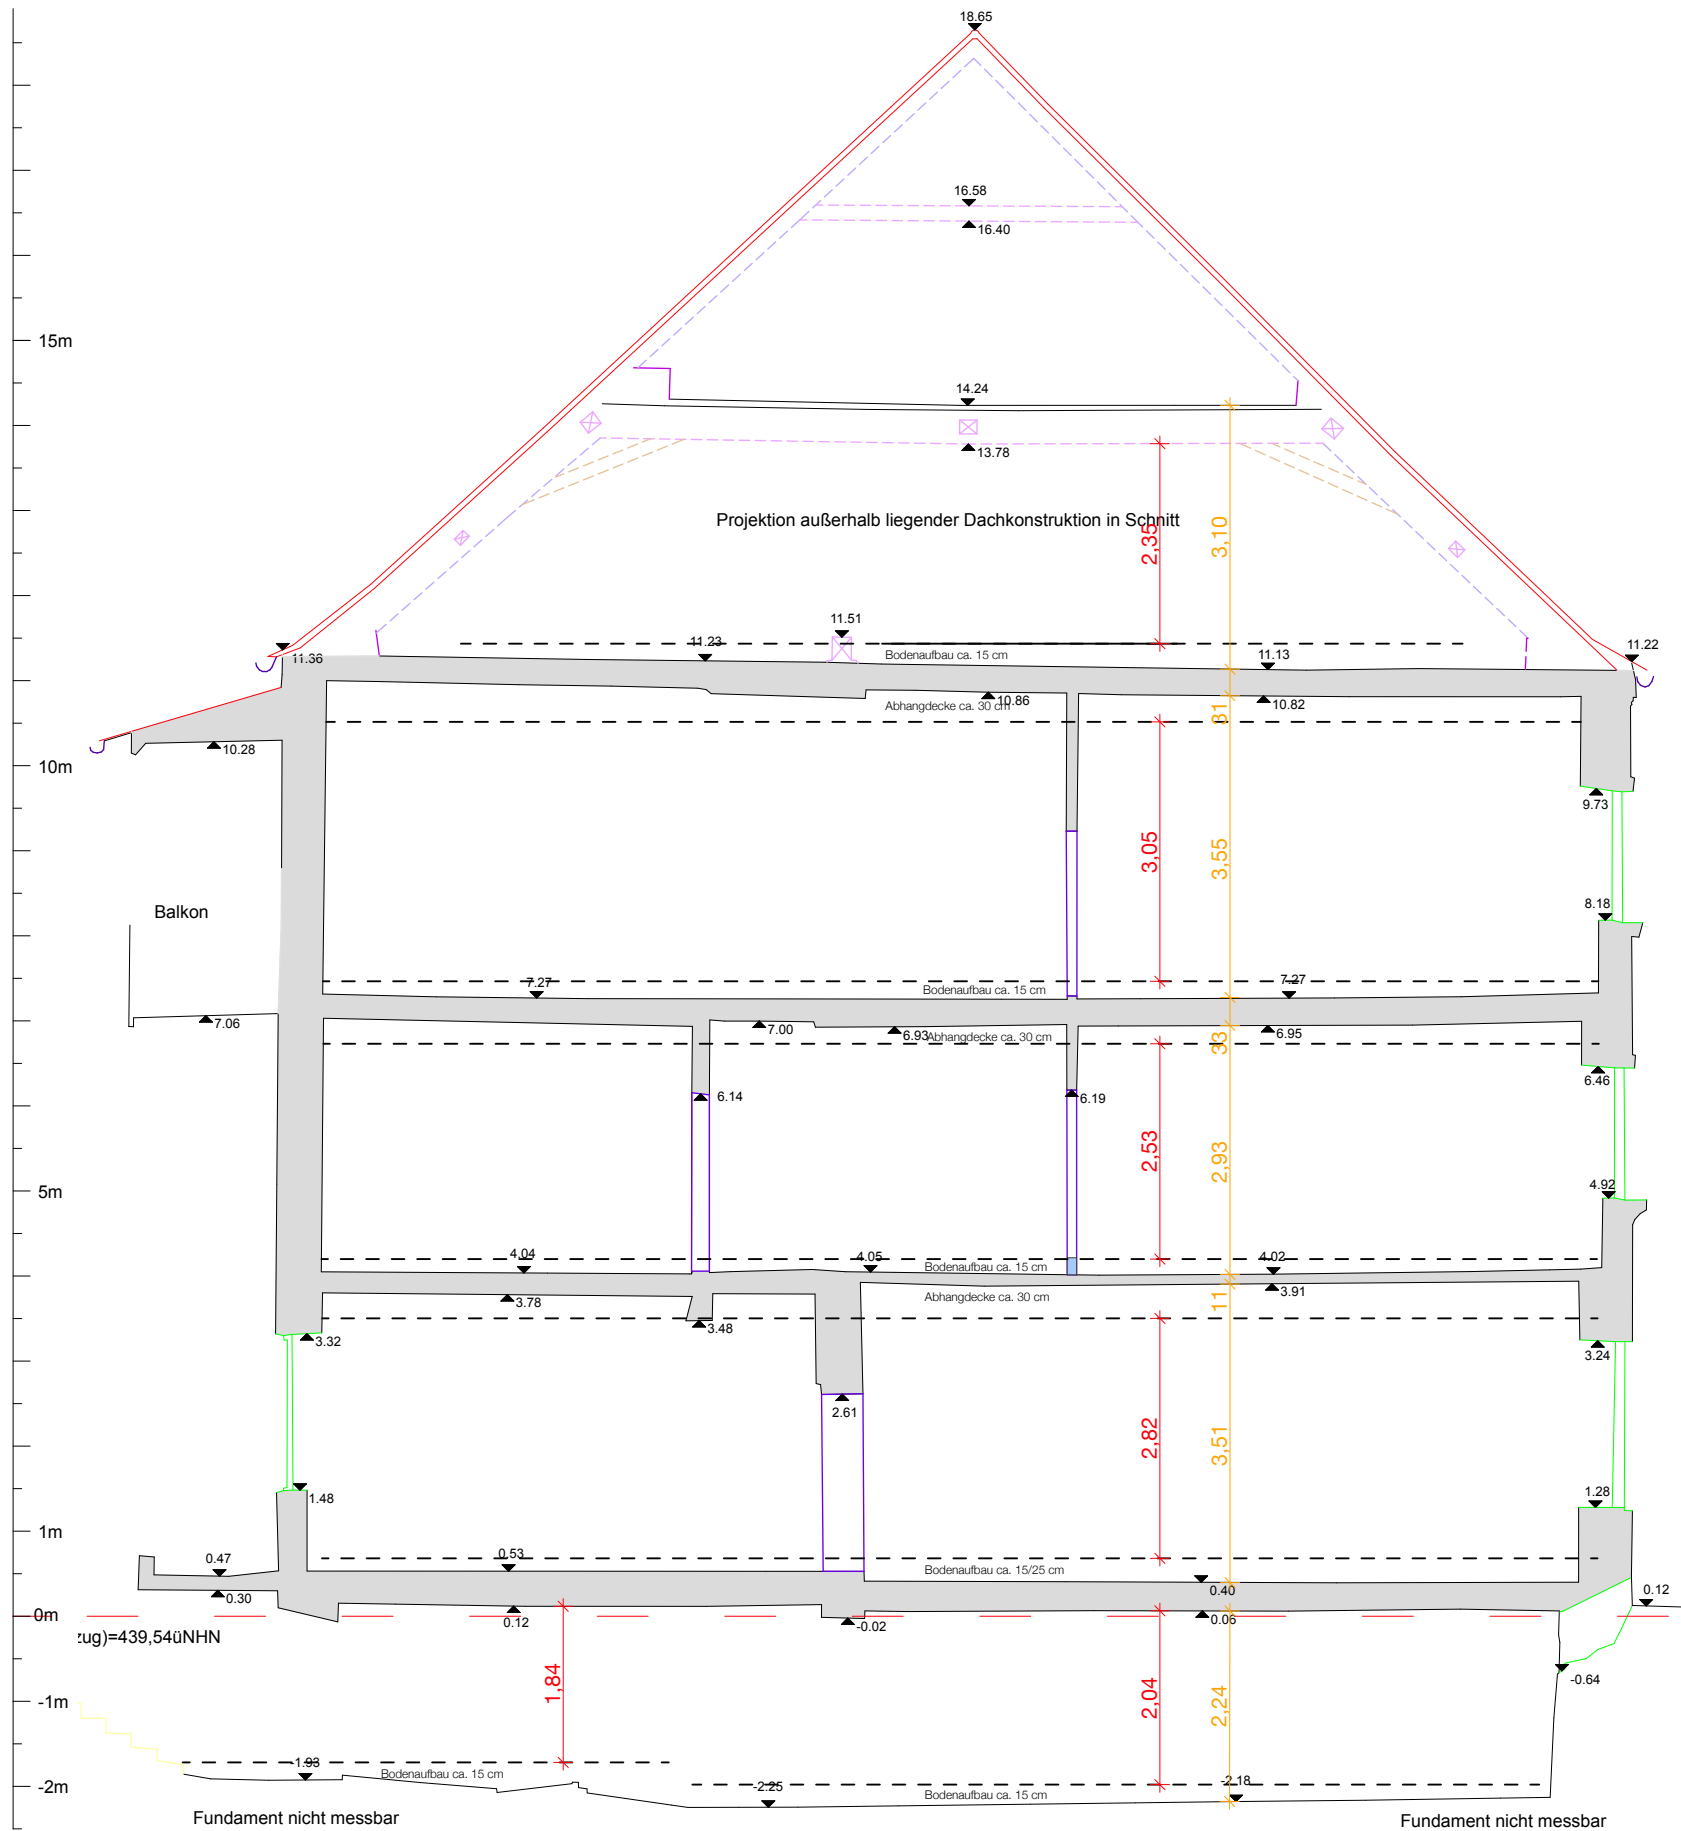 18.65
16.58
16.40
15m
14.24
13.78
Projektion außerhalb liegender Dachkonstruktion in Schnitt
2,35
3,10
11.51
11.23
Bodenaufbau ca. 15 cm
11.13
11.22
11.36
10.86
Abhangdecke ca. 30 cm
10.82
31
10.28
10m
9.73
3,05
3,55
Balkon
8.18
7.27
Bodenaufbau ca. 15 cm
7.27
7.06
7.00
6.93
Abhangdecke ca. 30 cm
6.95
33
6.46
6.14
6.19
2,53
2,93
5m
4.92
4.04
4.05
Bodenaufbau ca. 15 cm
4.02
3.78
Abhangdecke ca. 30 cm
3.91
11
3.48
3.32
3.24
2.61
2,82
3,51
1.48
1.28
1m
0.47
0.53
Bodenaufbau ca. 15/25 cm
0.40
0.30
0.12
0m
0.12
-0.02
0.06
zug)=439,54üNHN
-0.64
1,84
2,04
2,24
-1m
-1.93
Bodenaufbau ca. 15 cm
-2m
-2.25
Bodenaufbau ca. 15 cm
-2.18
Fundament nicht messbar
Fundament nicht messbar